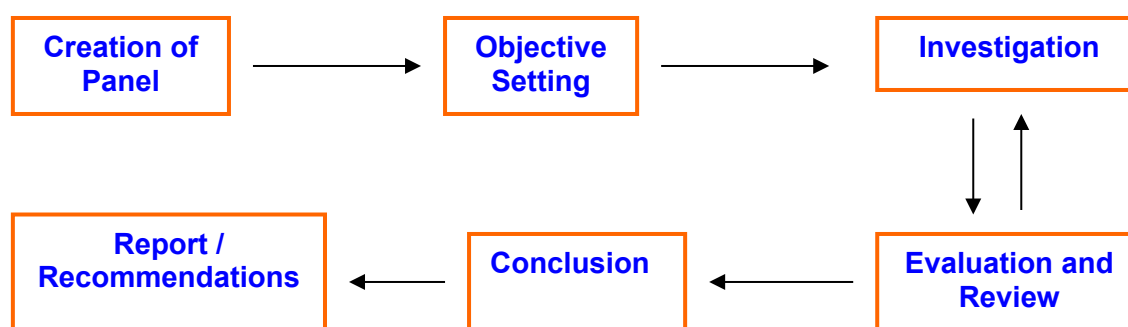 Creation of
Panel
Objective
Setting
Investigation
Report /
Recommendations
Conclusion
Evaluation and
Review